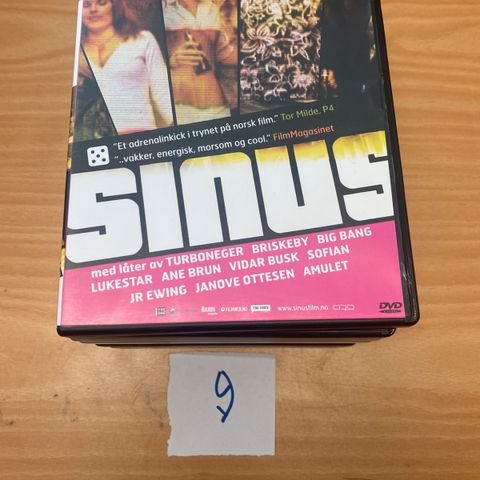 "Et adrenalinkick i trynet på norsk film." Tor Milde, P4
"..vakker, energisk, morsom og cool." FilmMagasinet
SINUS
med låter av TURBONEGER BRISKEBY BIG BANG
LUKESTAR ANE BRUN VIDAR BUSK SOFIAN
JR EWING JANOVE OTTESEN AMULET
www.sinusfilm.no
DVD
9